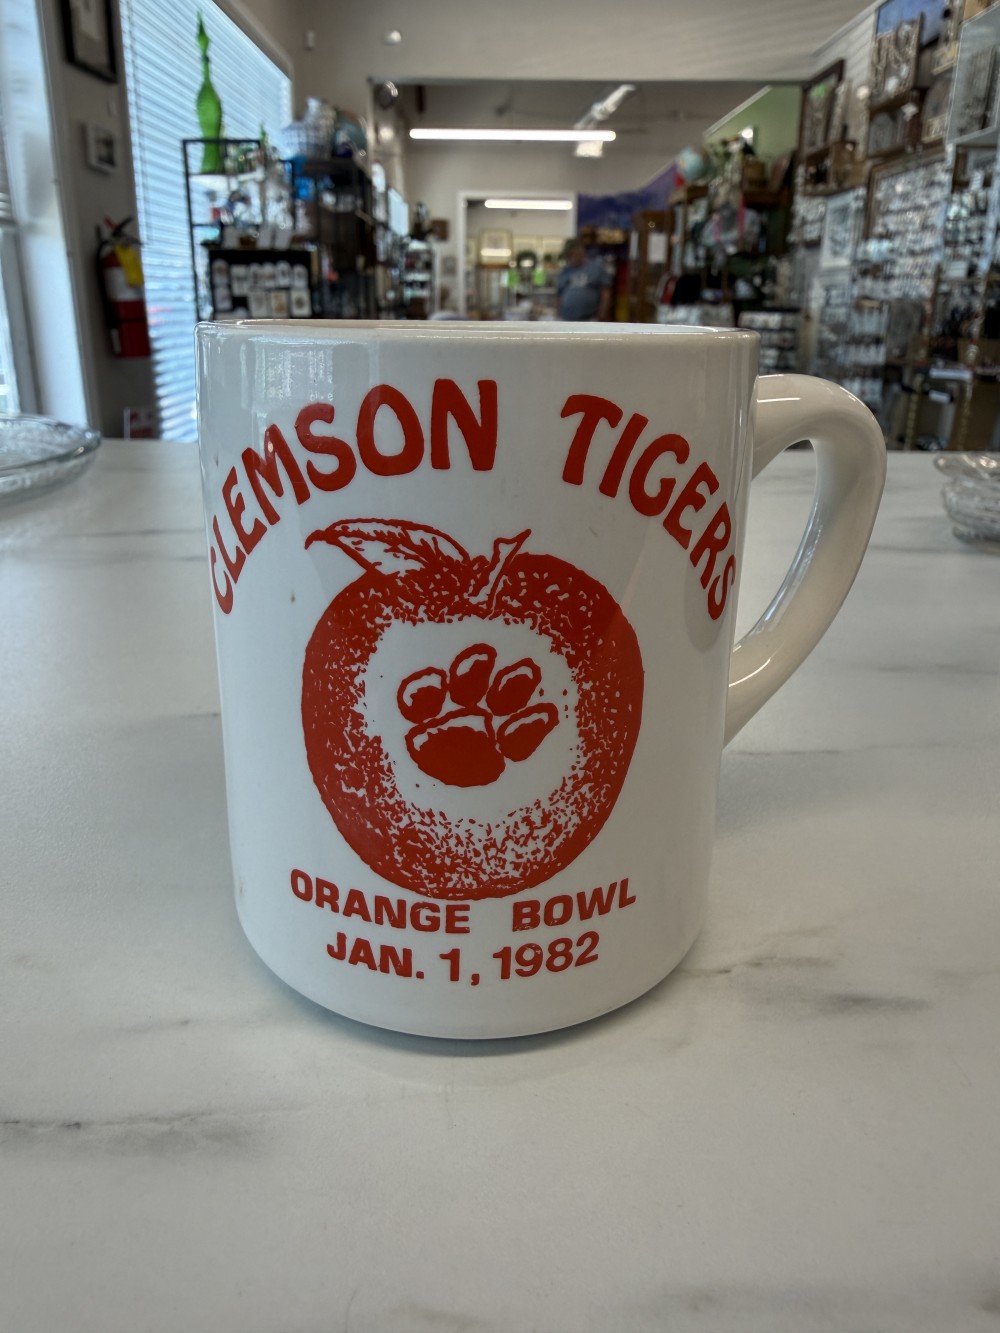 CLEMSON TIGERS
ORANGE BOWL
JAN. 1, 1982